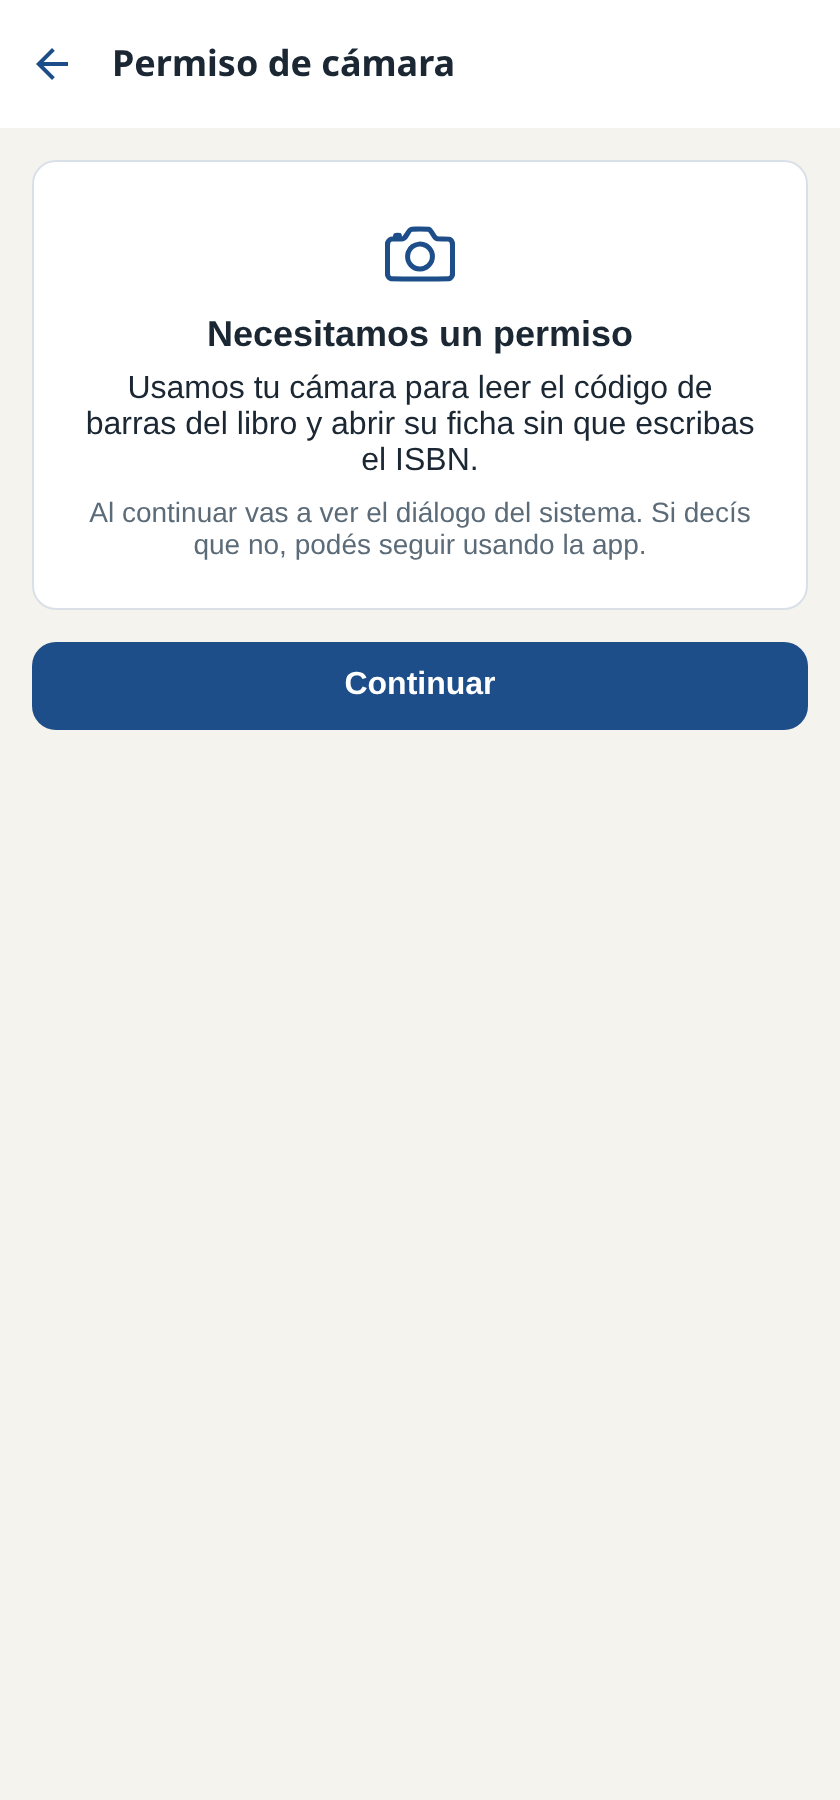 Permiso de cámara
Necesitamos un permiso
Usamos tu cámara para leer el código de
barras del libro y abrir su ficha sin que escribas
el ISBN.
Al continuar vas a ver el diálogo del sistema. Si decís
que no, podés seguir usando la app.
Continuar